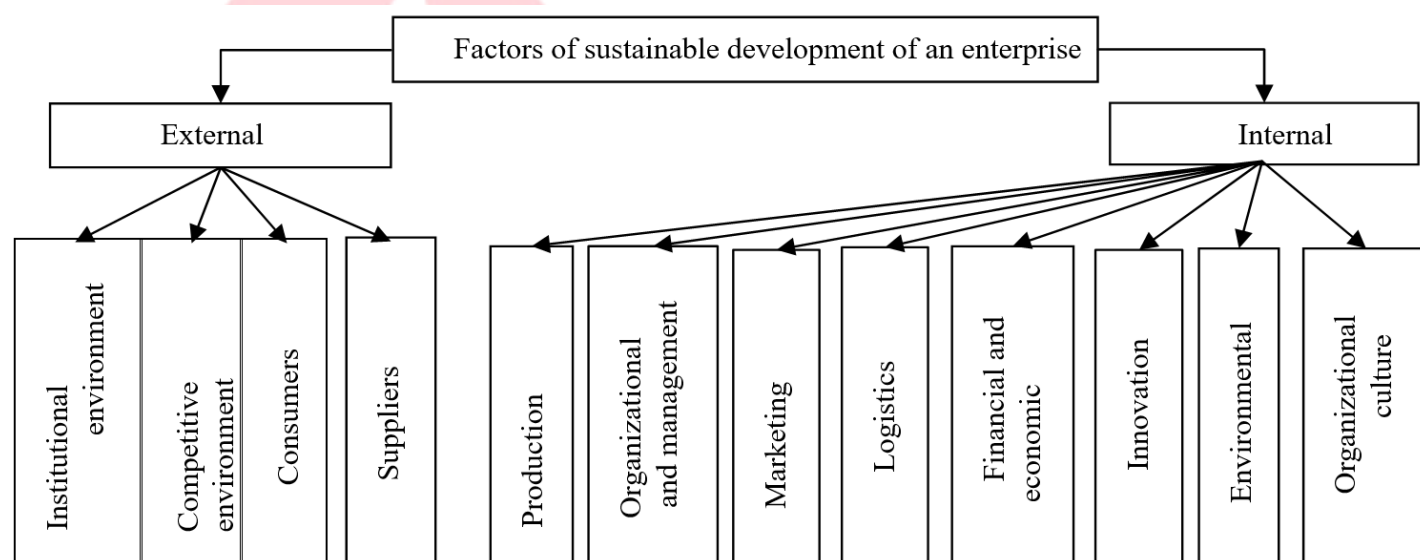 Factors of sustainable development of an enterprise
External
Internal
Institutional
environment
Competitive
environment
Consumers
Suppliers
Production
Organizational
and management
Marketing
Logistics
Financial and
economic
Innovation
Environmental
Organizational
culture